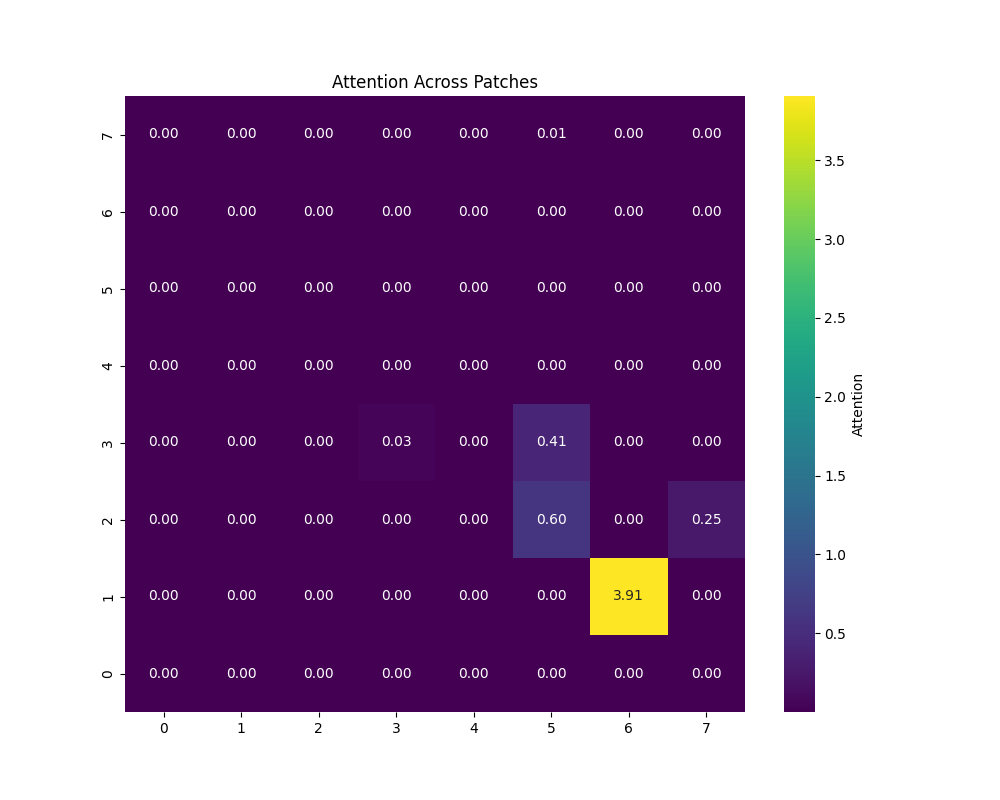 Attention Across Patches
7 0.00 0.00 0.00 0.00 0.00 0.01 0.00 0.00
6 0.00 0.00 0.00 0.00 0.00 0.00 0.00 0.00
5 0.00 0.00 0.00 0.00 0.00 0.00 0.00 0.00
4 0.00 0.00 0.00 0.00 0.00 0.00 0.00 0.00
3 0.00 0.00 0.00 0.03 0.00 0.41 0.00 0.00
2 0.00 0.00 0.00 0.00 0.00 0.60 0.00 0.25
1 0.00 0.00 0.00 0.00 0.00 0.00 3.91 0.00
0 0.00 0.00 0.00 0.00 0.00 0.00 0.00 0.00
0 1 2 3 4 5 6 7
3.5
3.0
2.5
2.0
1.5
1.0
0.5
Attention